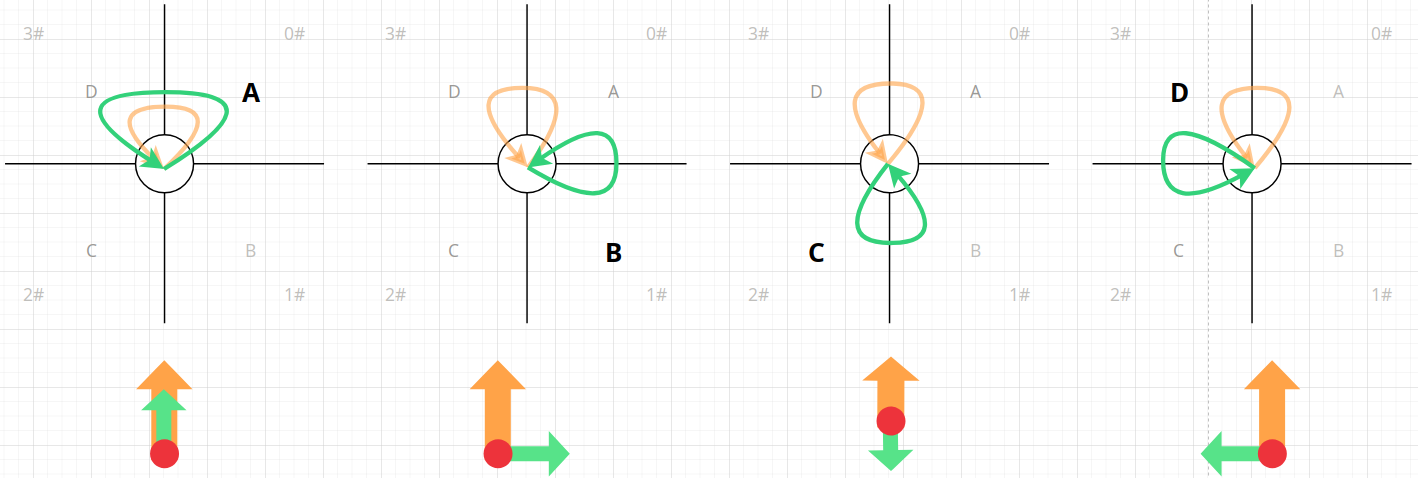 3# 0# 3# 0# 3# 0# 3# 0#
D A D A D A D A
C B C B C B C B
2# 1# 2# 1# 2# 1# 2# 1#